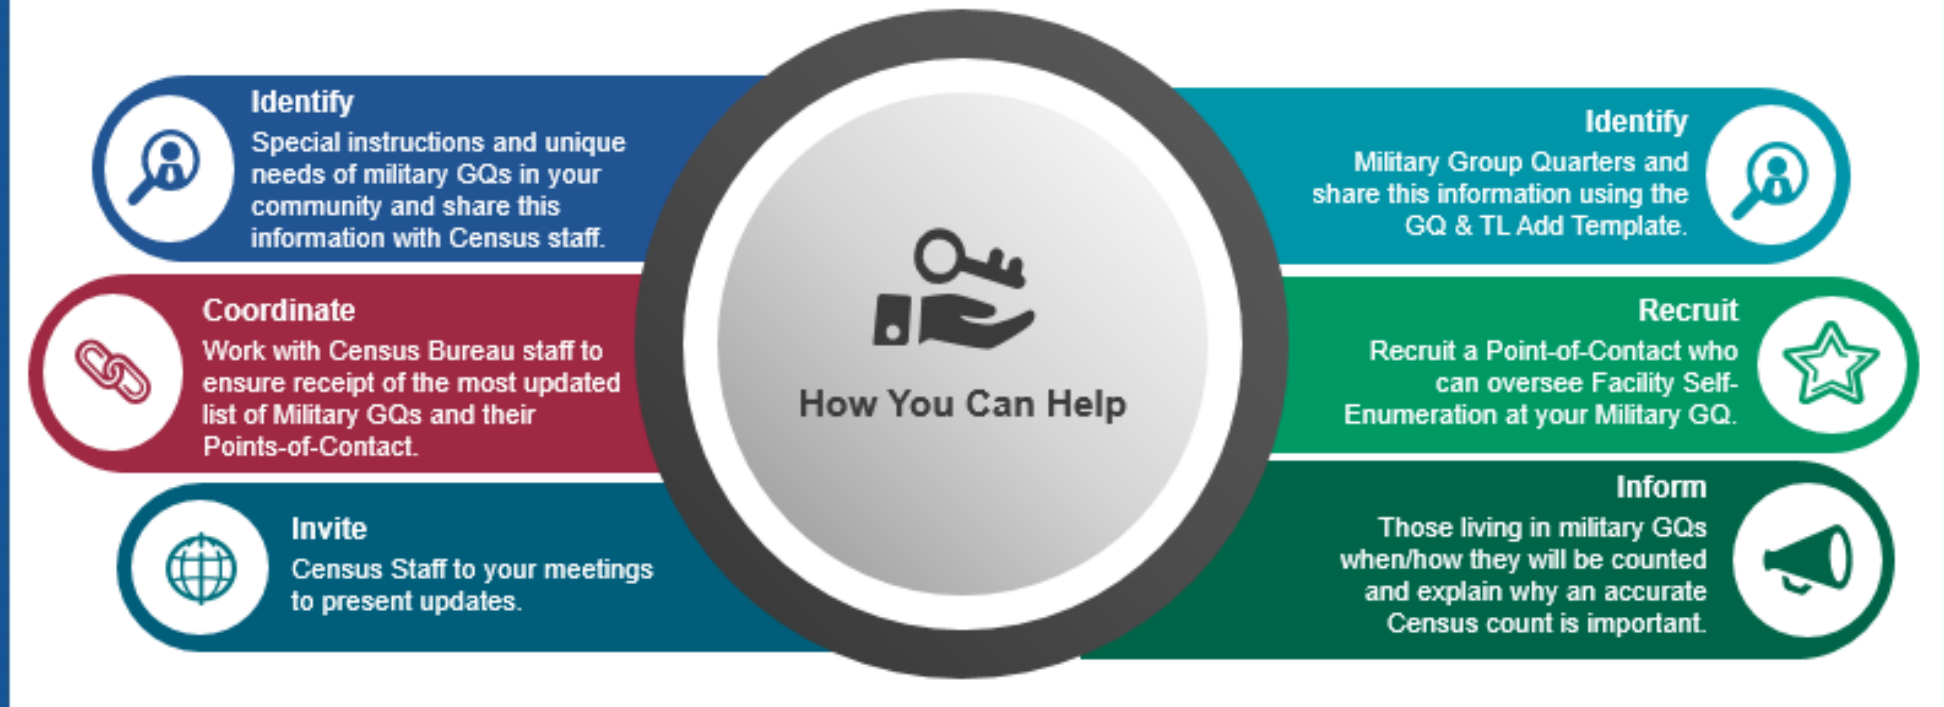 Identify
Special instructions and unique
needs of military GQs in your
community and share this
information with Census staff.
Coordinate
Work with Census Bureau staff to
ensure receipt of the most updated
list of Military GQs and their
Points-of-Contact.
Invite
Census Staff to your meetings
to present updates.
How You Can Help
Identify
Military Group Quarters and
share this information using the
GQ & TL Add Template.
Recruit
Recruit a Point-of-Contact who
can oversee Facility Self-
Enumeration at your Military GQ.
Inform
Those living in military GQs
when/how they will be counted
and explain why an accurate
Census count is important.